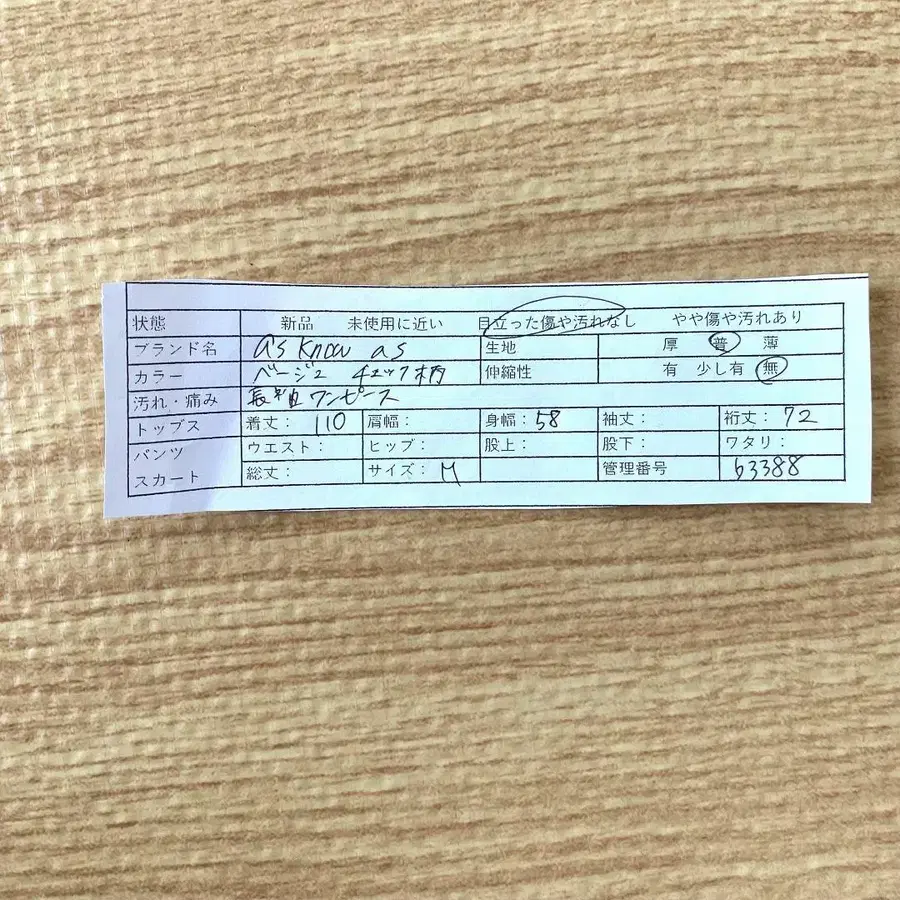 状態 新品 未使用に近い 目立った傷や汚れなし やや傷や汚れあり
ブランド名 as know as 生地 厚 普 薄
カラー ベージュ チェック柄 伸縮性 有 少し有 無
汚れ・痛み 長袖 ワンピース
トップス 着丈: 110 肩幅: 身幅: 58 袖丈: 裄丈: 72
パンツ ウエスト: ヒップ: 股上: 股下: ワタリ:
スカート 総丈: サイズ: M 管理番号 63388